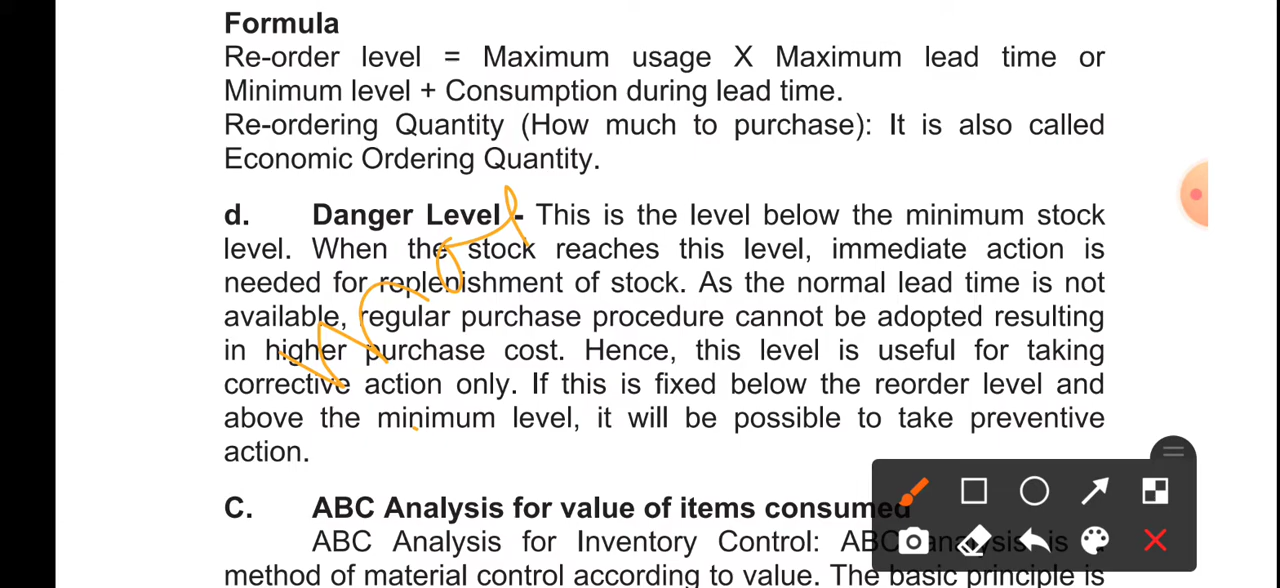 Formula
Re-order level = Maximum usage X Maximum lead time or
Minimum level + Consumption during lead time.
Re-ordering Quantity (How much to purchase): It is also called
Economic Ordering Quantity.
d. Danger Level - This is the level below the minimum stock
level. When the stock reaches this level, immediate action is
needed for replenishment of stock. As the normal lead time is not
available, regular purchase procedure cannot be adopted resulting
in higher purchase cost. Hence, this level is useful for taking
corrective action only. If this is fixed below the reorder level and
above the minimum level, it will be possible to take preventive
action.
C. ABC Analysis for value of items consumed
ABC Analysis for Inventory Control: ABC analysis is
method of material control according to value. The basic principle is